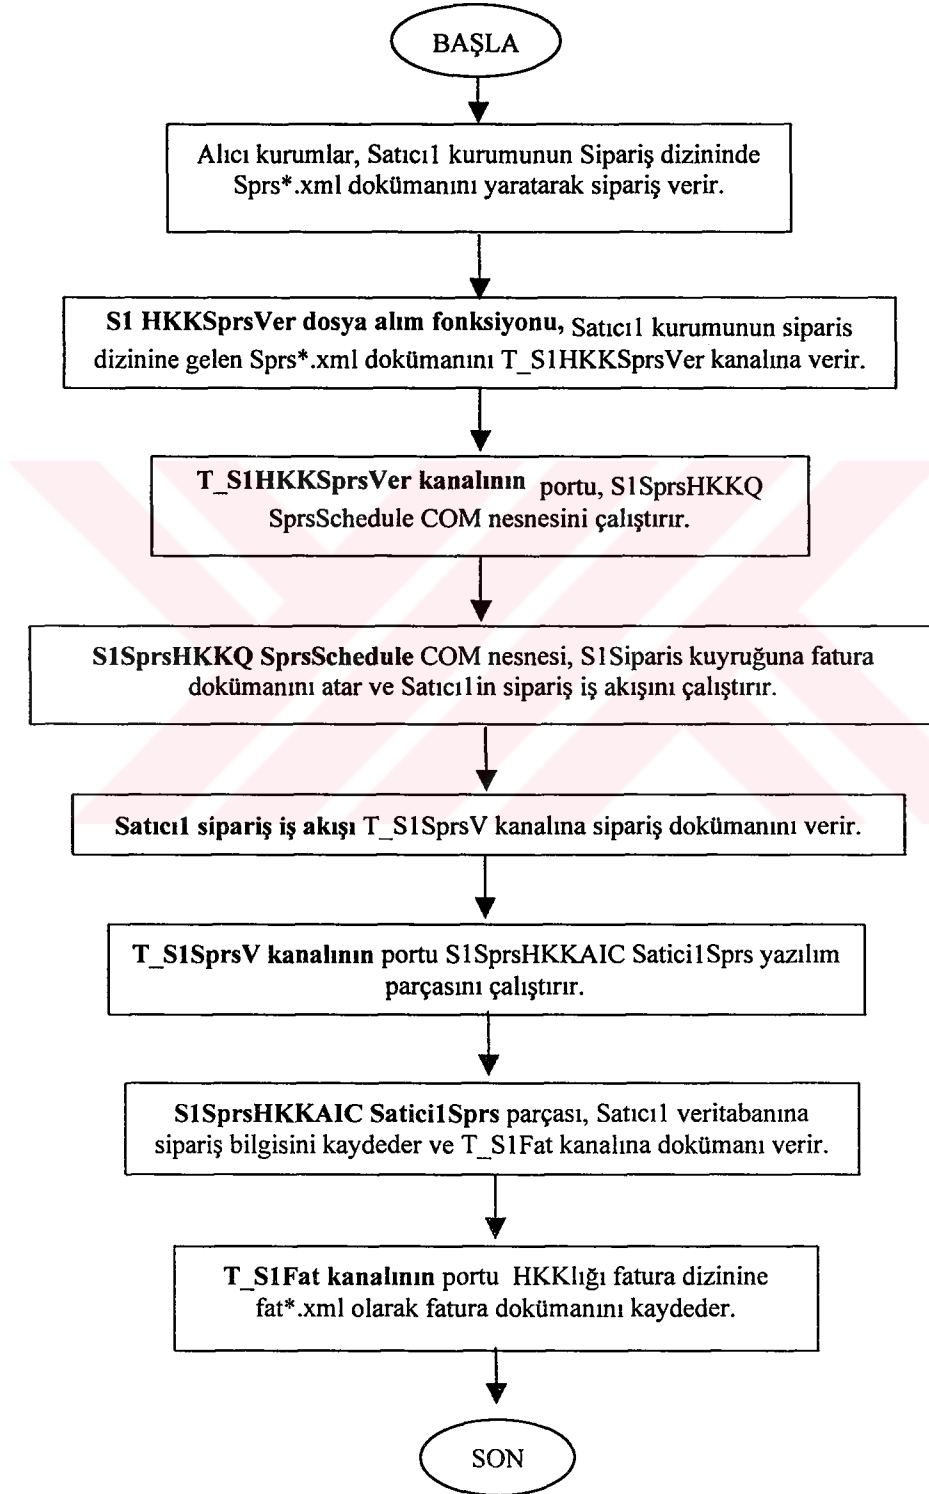 BAŞLA
Alıcı kurumlar, Satıcı1 kurumunun Sipariş dizininde
Sprs*.xml dokümanını yaratarak sipariş verir.
S1 HKKSprsVer dosya alım fonksiyonu, Satıcı1 kurumunun siparis
dizinine gelen Sprs*.xml dokümanını T_S1HKKSprsVer kanalına verir.
T_S1HKKSprsVer kanalının portu, S1SprsHKKQ
SprsSchedule COM nesnesini çalıştırır.
S1SprsHKKQ SprsSchedule COM nesnesi, S1Siparis kuyruğuna fatura
dokümanını atar ve Satıcı1in sipariş iş akışını çalıştırır.
Satıcı1 sipariş iş akışı T_S1SprsV kanalına sipariş dokümanını verir.
T_S1SprsV kanalının portu S1SprsHKKAIC Satici1Sprs yazılım
parçasını çalıştırır.
S1SprsHKKAIC Satici1Sprs parçası, Satıcı1 veritabanına
sipariş bilgisini kaydeder ve T_S1Fat kanalına dokümanı verir.
T_S1Fat kanalının portu HKKlığı fatura dizinine
fat*.xml olarak fatura dokümanını kaydeder.
SON